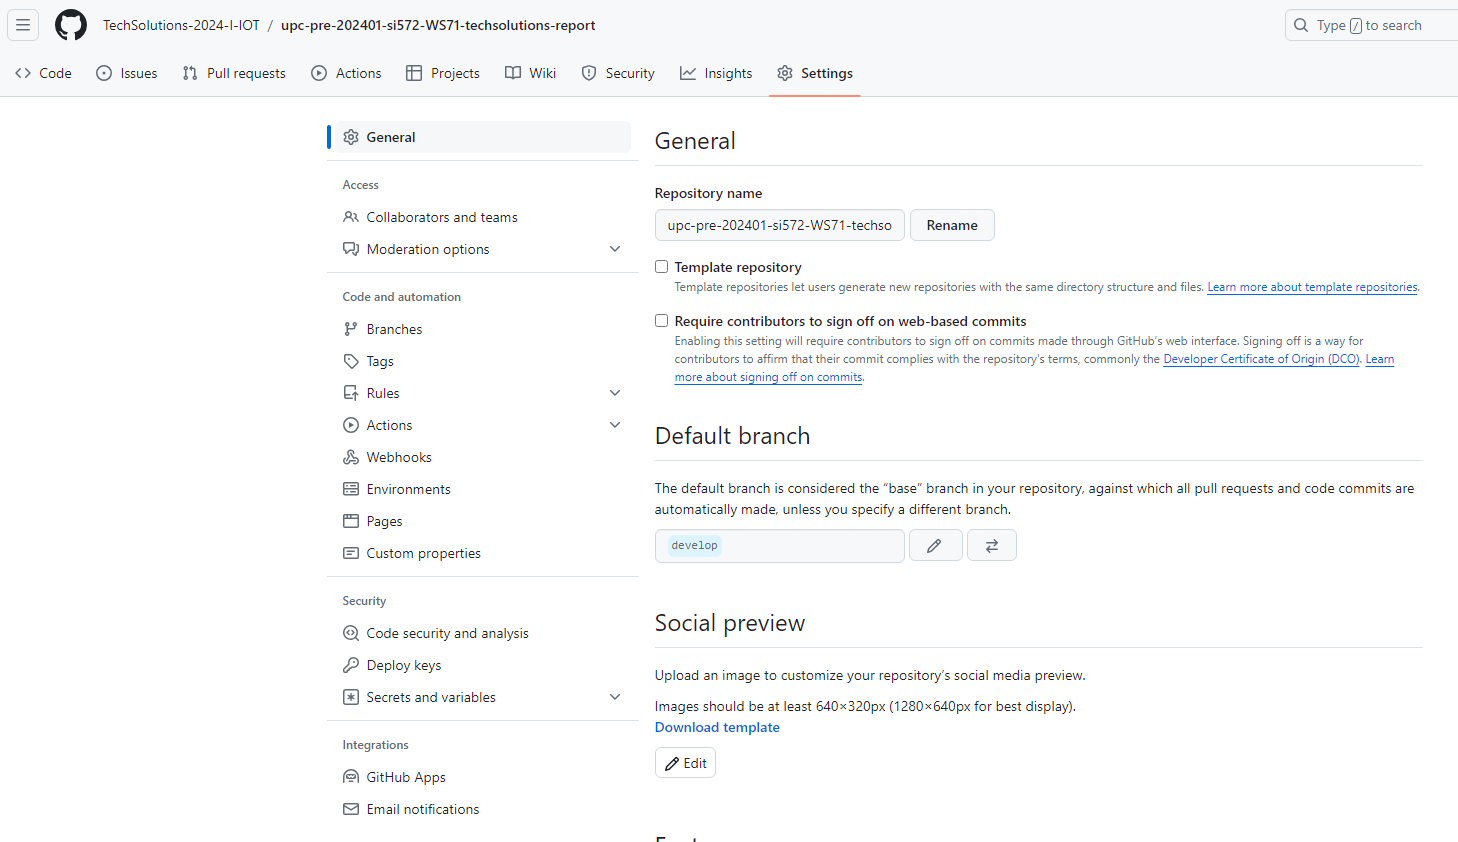 TechSolutions-2024-I-IOT / upc-pre-202401-si572-WS71-techsolutions-report
Type / to search
Code Issues Pull requests Actions Projects Wiki Security Insights Settings
General
Access
Collaborators and teams
Moderation options
Code and automation
Branches
Tags
Rules
Actions
Webhooks
Environments
Pages
Custom properties
Security
Code security and analysis
Deploy keys
Secrets and variables
Integrations
GitHub Apps
Email notifications
General
Repository name
upc-pre-202401-si572-WS71-techso Rename
Template repository
Template repositories let users generate new repositories with the same directory structure and files. Learn more about template repositories.
Require contributors to sign off on web-based commits
Enabling this setting will require contributors to sign off on commits made through GitHub’s web interface. Signing off is a way for
contributors to affirm that their commit complies with the repository's terms, commonly the Developer Certificate of Origin (DCO). Learn
more about signing off on commits.
Default branch
The default branch is considered the “base” branch in your repository, against which all pull requests and code commits are
automatically made, unless you specify a different branch.
develop
Social preview
Upload an image to customize your repository’s social media preview.
Images should be at least 640×320px (1280×640px for best display).
Download template
Edit